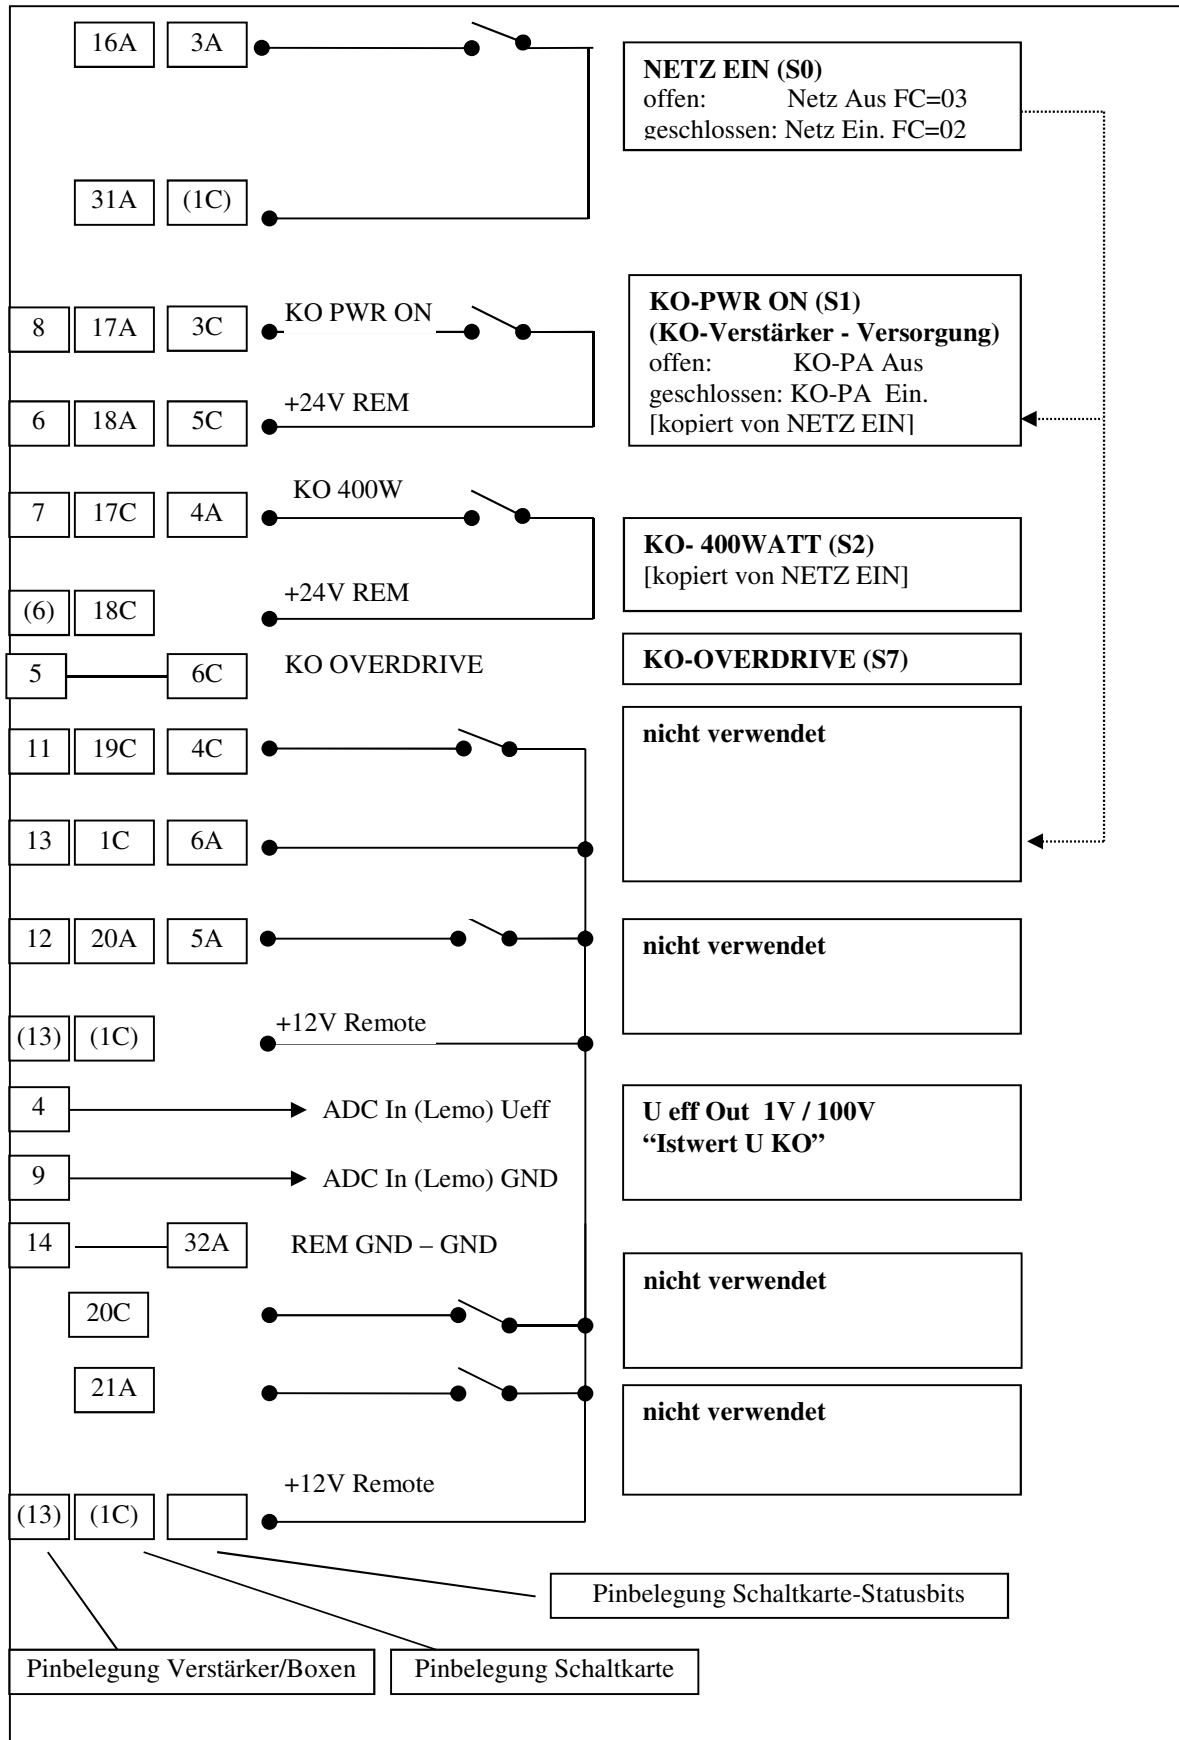 16A 3A
NETZ EIN (S0)
offen: Netz Aus FC=03
geschlossen: Netz Ein. FC=02
31A (1C)
8 17A 3C KO PWR ON
6 18A 5C +24V REM
KO-PWR ON (S1)
(KO-Verstärker - Versorgung)
offen: KO-PA Aus
geschlossen: KO-PA Ein.
[kopiert von NETZ EIN]
7 17C 4A KO 400W
(6) 18C +24V REM
KO- 400WATT (S2)
[kopiert von NETZ EIN]
5 6C KO OVERDRIVE
KO-OVERDRIVE (S7)
11 19C 4C
nicht verwendet
13 1C 6A
12 20A 5A
nicht verwendet
(13) (1C) +12V Remote
4 ADC In (Lemo) Ueff
U eff Out 1V / 100V
“Istwert U KO”
9 ADC In (Lemo) GND
14 32A REM GND – GND
20C
nicht verwendet
21A
nicht verwendet
(13) (1C) +12V Remote
Pinbelegung Schaltkarte-Statusbits
Pinbelegung Verstärker/Boxen
Pinbelegung Schaltkarte